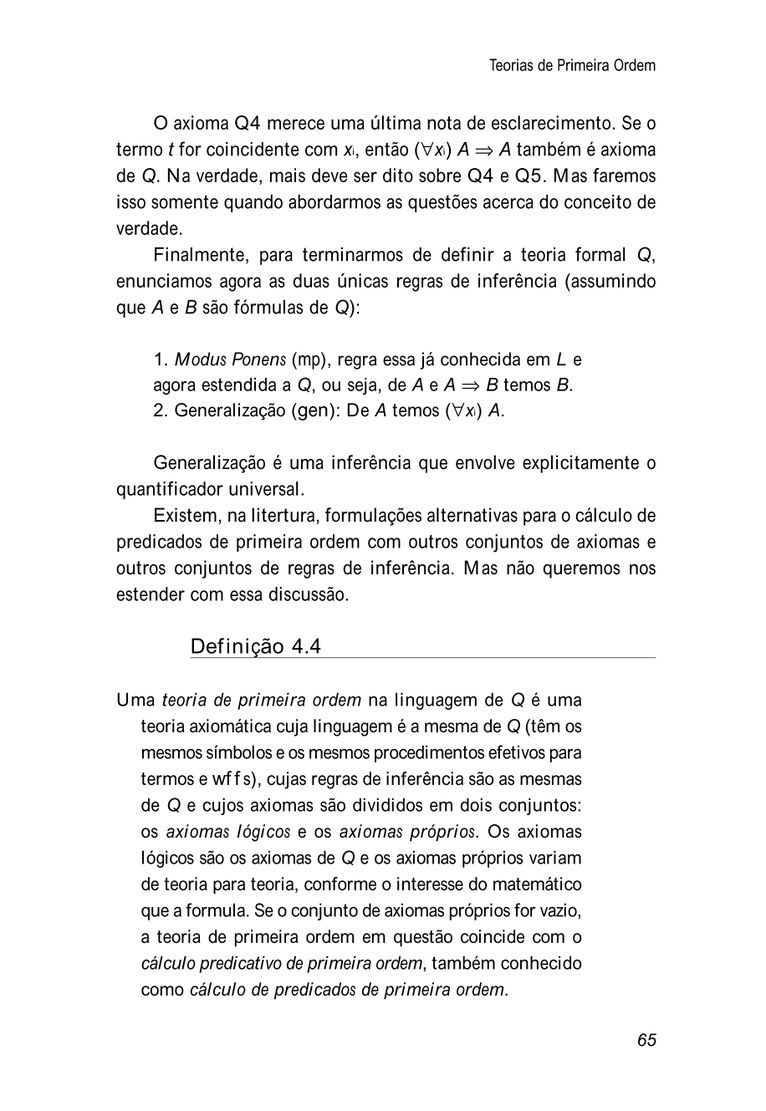 Teorias de Primeira Ordem
O axioma Q4 merece uma última nota de esclarecimento. Se o
termo t for coincidente com xᵢ, então (∀xᵢ) A ⇒ A também é axioma
de Q. Na verdade, mais deve ser dito sobre Q4 e Q5. Mas faremos
isso somente quando abordarmos as questões acerca do conceito de
verdade.
Finalmente, para terminarmos de definir a teoria formal Q,
enunciamos agora as duas únicas regras de inferência (assumindo
que A e B são fórmulas de Q):
1. Modus Ponens (mp), regra essa já conhecida em L e
agora estendida a Q, ou seja, de A e A ⇒ B temos B.
2. Generalização (gen): De A temos (∀xᵢ) A.
Generalização é uma inferência que envolve explicitamente o
quantificador universal.
Existem, na litertura, formulações alternativas para o cálculo de
predicados de primeira ordem com outros conjuntos de axiomas e
outros conjuntos de regras de inferência. Mas não queremos nos
estender com essa discussão.
Definição 4.4
Uma teoria de primeira ordem na linguagem de Q é uma
teoria axiomática cuja linguagem é a mesma de Q (têm os
mesmos símbolos e os mesmos procedimentos efetivos para
termos e wffs), cujas regras de inferência são as mesmas
de Q e cujos axiomas são divididos em dois conjuntos:
os axiomas lógicos e os axiomas próprios. Os axiomas
lógicos são os axiomas de Q e os axiomas próprios variam
de teoria para teoria, conforme o interesse do matemático
que a formula. Se o conjunto de axiomas próprios for vazio,
a teoria de primeira ordem em questão coincide com o
cálculo predicativo de primeira ordem, também conhecido
como cálculo de predicados de primeira ordem.
65